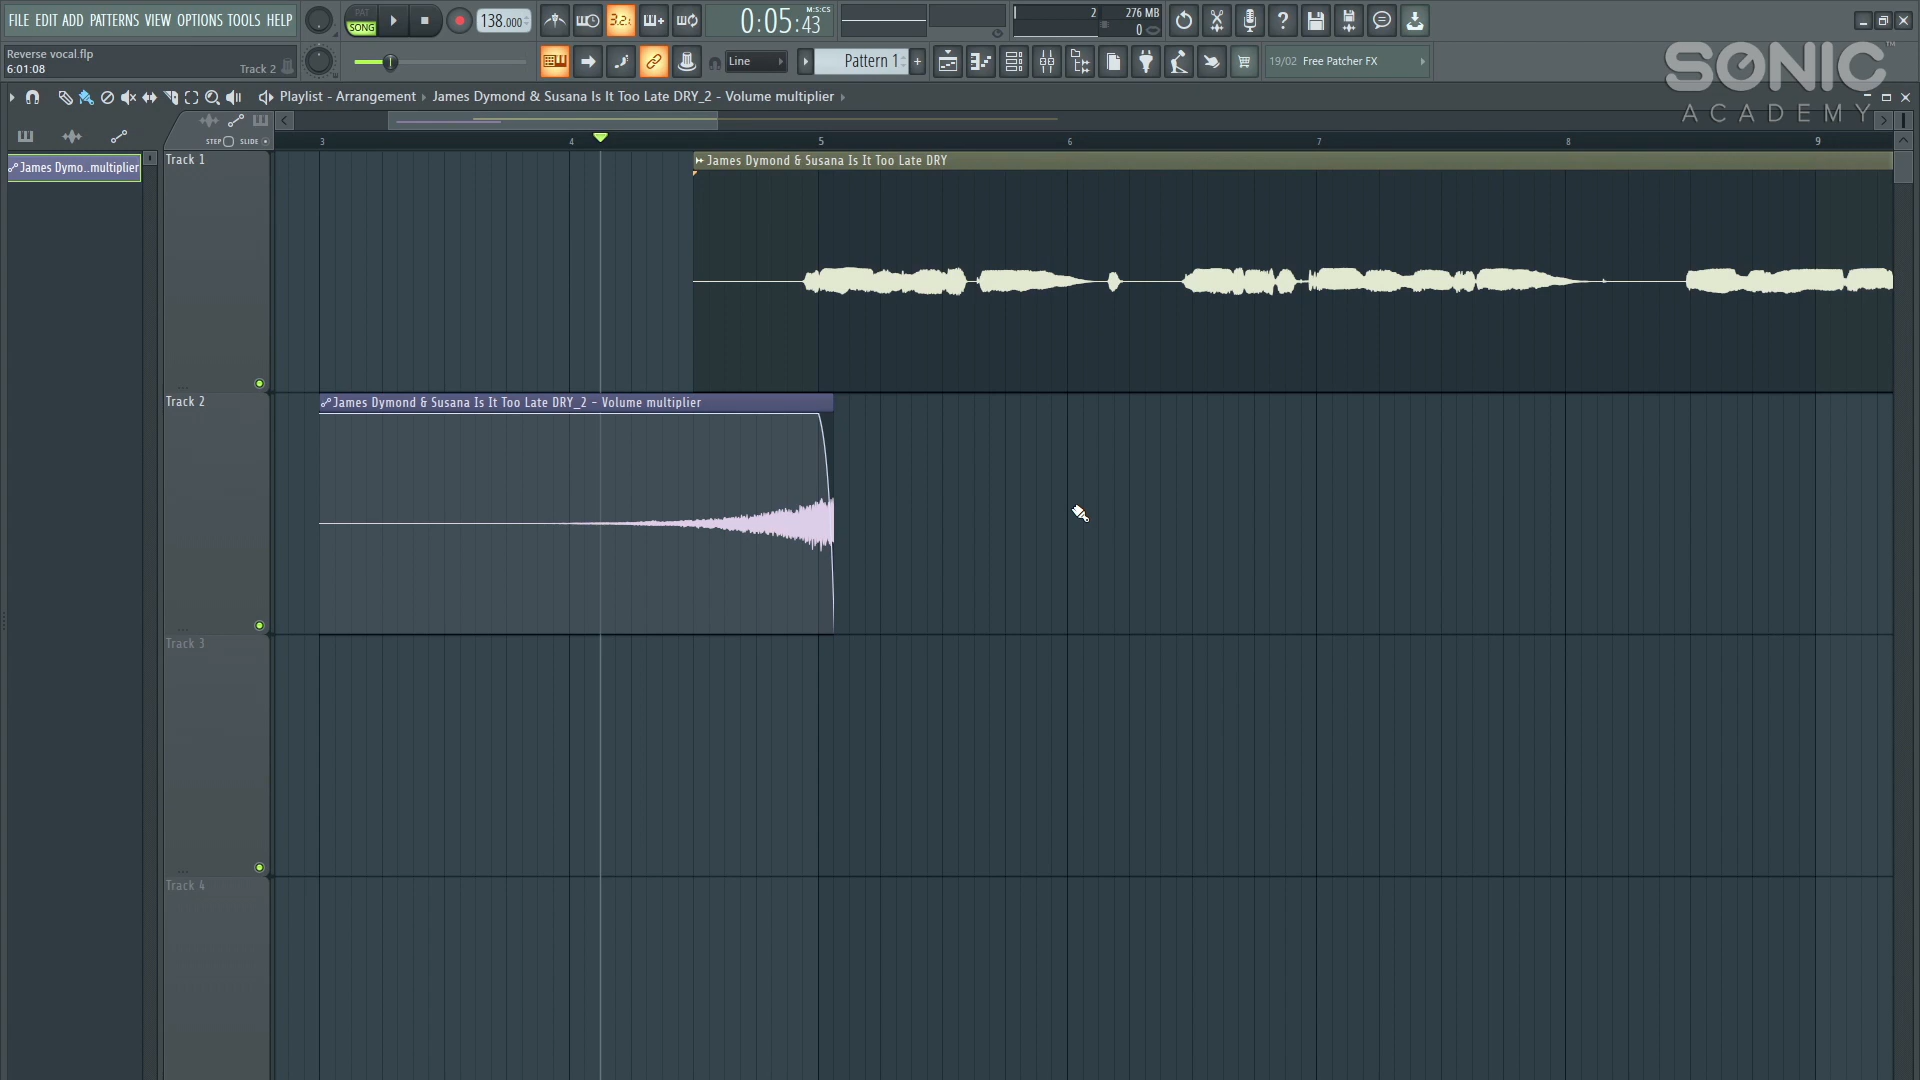 FILE EDIT ADD PATTERNS VIEW OPTIONS TOOLS HELP
PAT
SONG
138.000
3.2.
0:05:43
M:S:CS
2
276 MB
0
Reverse vocal.flp
6:01:08
Track 2
Line
Pattern 1
19/02 Free Patcher FX
SONIC
ACADEMY
TM
Playlist - Arrangement
James Dymond & Susana Is It Too Late DRY_2 - Volume multiplier
STEP
SLIDE
3
4
5
6
7
8
9
James Dymo..multiplier
Track 1
James Dymond & Susana Is It Too Late DRY
Track 2
James Dymond & Susana Is It Too Late DRY_2 - Volume multiplier
Track 3
Track 4